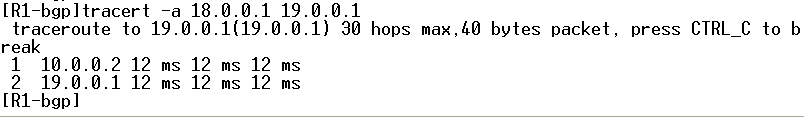 [R1-bgp]tracert -a 18.0.0.1 19.0.0.1
traceroute to 19.0.0.1(19.0.0.1) 30 hops max,40 bytes packet, press CTRL_C to b
reak
1 10.0.0.2 12 ms 12 ms 12 ms
2 19.0.0.1 12 ms 12 ms 12 ms
[R1-bgp]